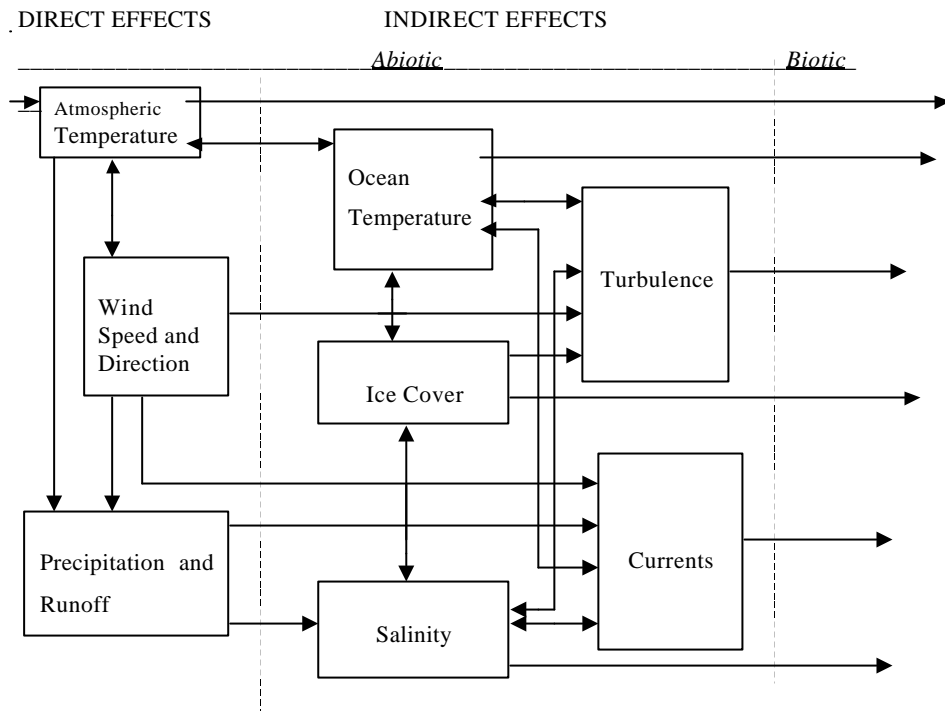 DIRECT EFFECTS INDIRECT EFFECTS
Abiotic Biotic
Atmospheric
Temperature
Ocean
Temperature
Turbulence
Wind
Speed and
Direction
Ice Cover
Precipitation and
Runoff
Currents
Salinity